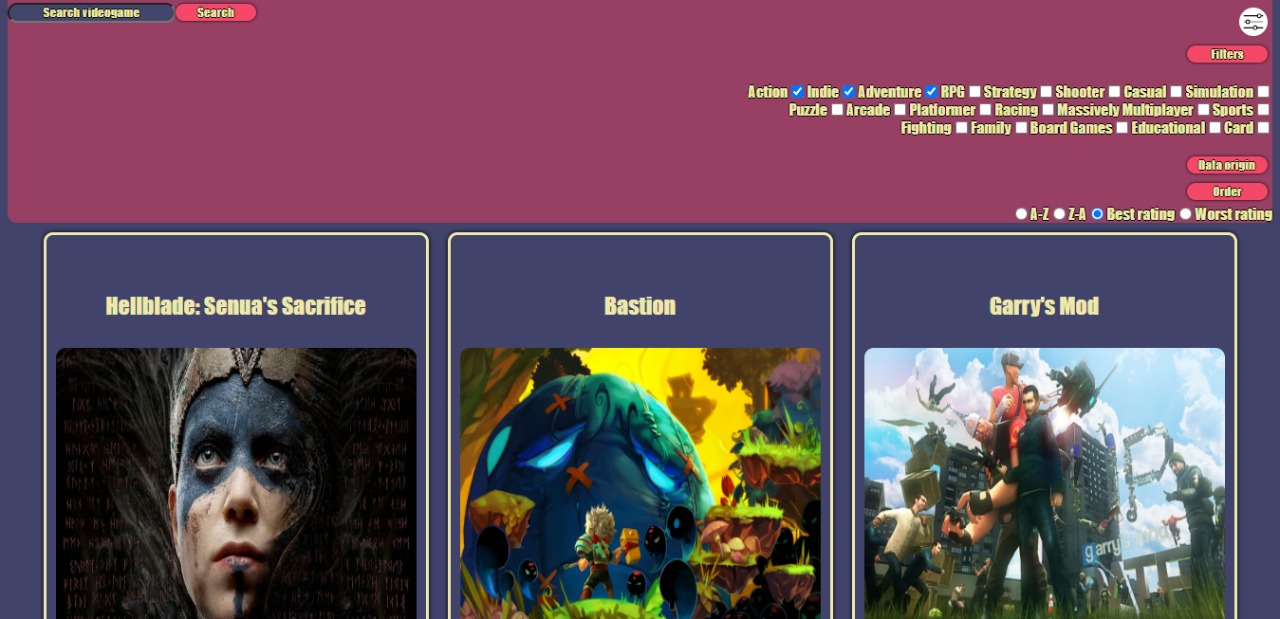 Search videogame Search
Filters
Action Indie Adventure RPG Strategy Shooter Casual Simulation
Puzzle Arcade Platformer Racing Massively Multiplayer Sports
Fighting Family Board Games Educational Card
Data origin
Order
A-Z Z-A Best rating Worst rating
Hellblade: Senua's Sacrifice
Bastion
Garry's Mod
garry's mod